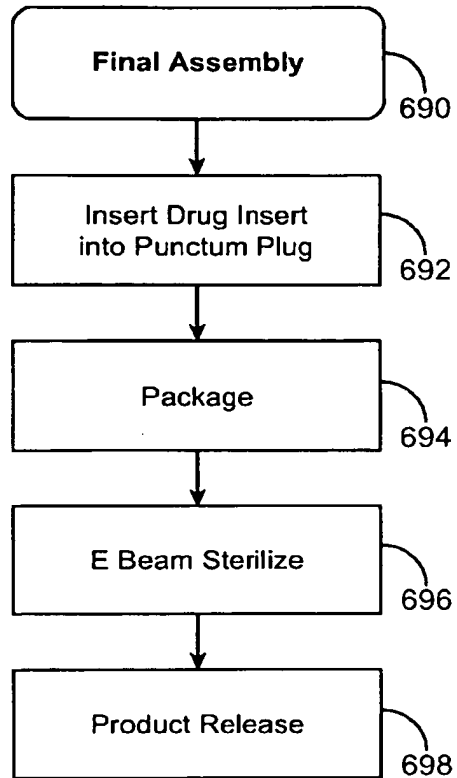 Final Assembly
690
Insert Drug Insert
into Punctum Plug
692
Package
694
E Beam Sterilize
696
Product Release
698